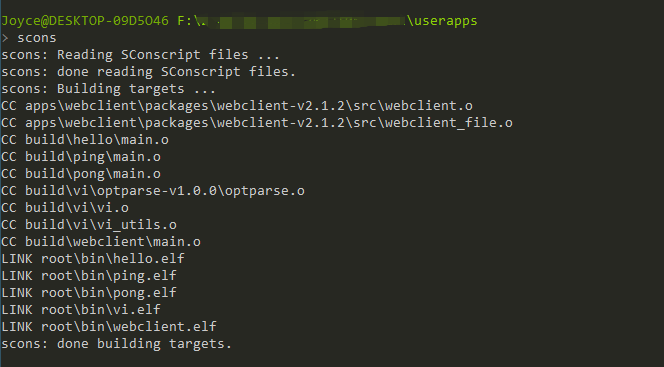 Joyce@DESKTOP-09D5O46 F:\ \userapps
> scons
scons: Reading SConscript files ...
scons: done reading SConscript files.
scons: Building targets ...
CC apps\webclient\packages\webclient-v2.1.2\src\webclient.o
CC apps\webclient\packages\webclient-v2.1.2\src\webclient_file.o
CC build\hello\main.o
CC build\ping\main.o
CC build\pong\main.o
CC build\vi\optparse-v1.0.0\optparse.o
CC build\vi\vi.o
CC build\vi\vi_utils.o
CC build\webclient\main.o
LINK root\bin\hello.elf
LINK root\bin\ping.elf
LINK root\bin\pong.elf
LINK root\bin\vi.elf
LINK root\bin\webclient.elf
scons: done building targets.